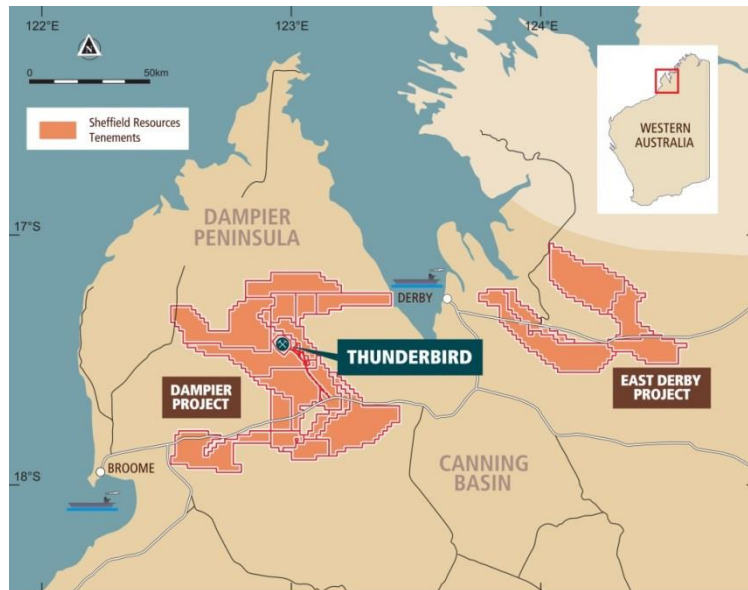 122°E
123°E
124°E
N
0
50km
Sheffield Resources
Tenements
WESTERN
AUSTRALIA
17°S
DAMPIER
PENINSULA
DERBY
THUNDERBIRD
DAMPIER
PROJECT
EAST DERBY
PROJECT
BROOME
18°S
CANNING
BASIN